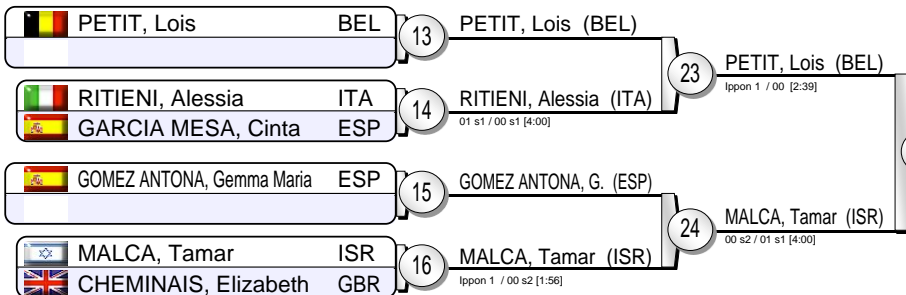 PETIT, Lois BEL
13
PETIT, Lois (BEL)
RITIENI, Alessia ITA
GARCIA MESA, Cinta ESP
14
RITIENI, Alessia (ITA)
01 s1 / 00 s1 [4:00]
23
PETIT, Lois (BEL)
Ippon 1 / 00 [2:39]
GOMEZ ANTONA, Gemma Maria ESP
15
GOMEZ ANTONA, G. (ESP)
MALCA, Tamar ISR
CHEMINAIS, Elizabeth GBR
16
MALCA, Tamar (ISR)
Ippon 1 / 00 s2 [1:56]
24
MALCA, Tamar (ISR)
00 s2 / 01 s1 [4:00]